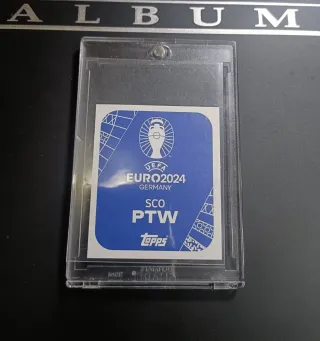 ALBUM
UEFA
EURO2024
GERMANY
SCO
PTW
Topps